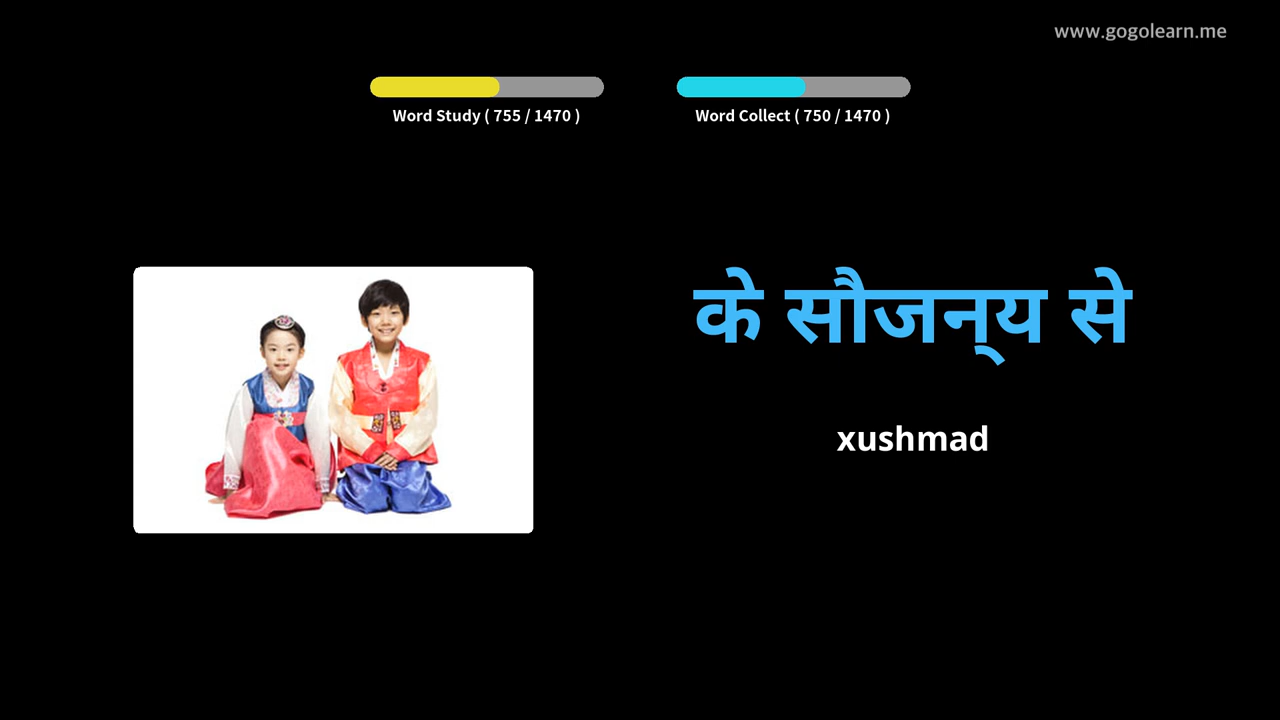 www.gogolearn.me
Word Study ( 755 / 1470 )
Word Collect ( 750 / 1470 )
के सौजन्‌य से
xushmad